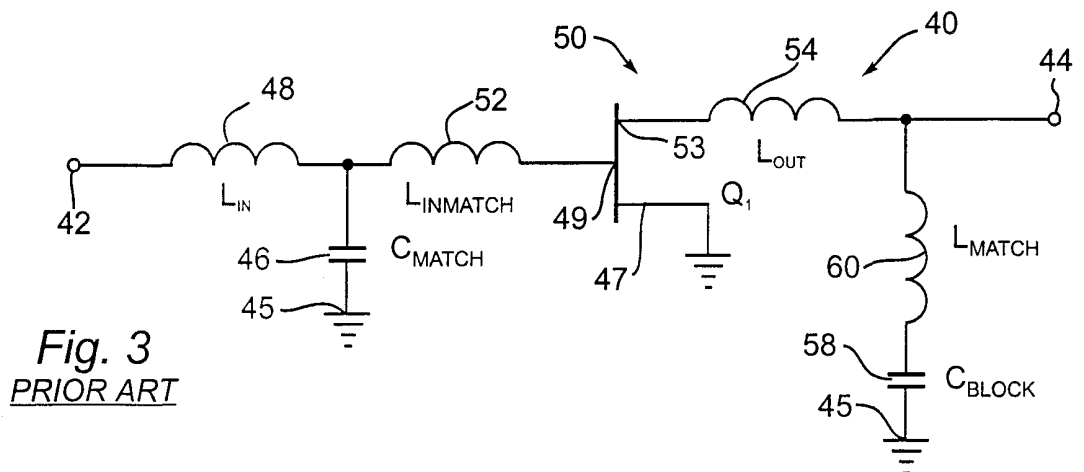 50
54
40
44
48
52
53
L_OUT
42
L_IN
L_INMATCH
49
Q_1
46
C_MATCH
47
60
L_MATCH
45
Fig. 3
PRIOR ART
58
C_BLOCK
45